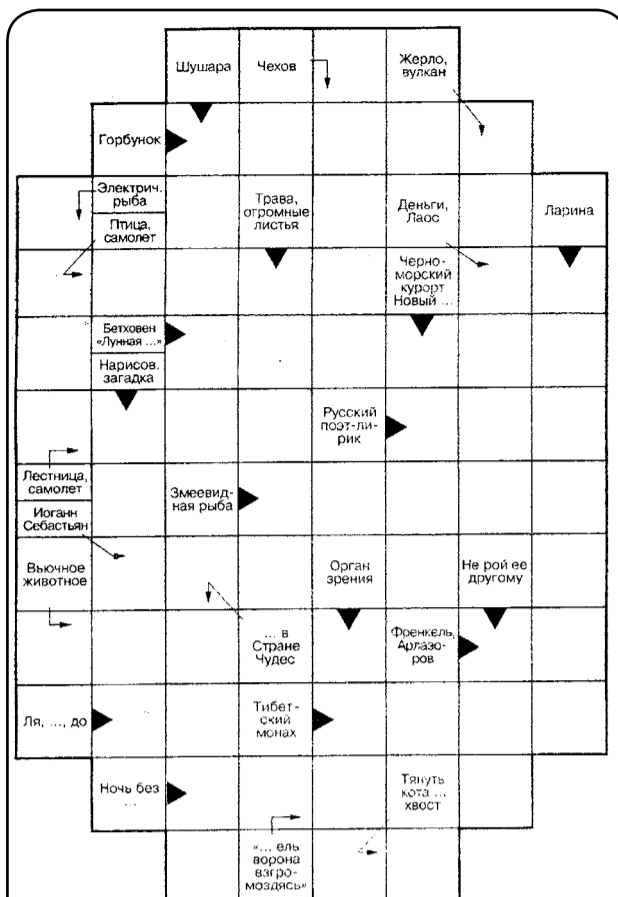 Шушара
Чехов
Жерло,
вулкан
Горбунок
Электрич.
рыба
Птица,
самолет
Трава,
огромные
листья
Деньги,
Лаос
Ларина
Черно-
морский
курорт
Новый ...
Бетховен
«Лунная ...»
Нарисов.
загадка
Русский
поэт-ли-
рик
Лестница,
самолет
Иоганн
Себастьян
Змеевид-
ная рыба
Вьючное
животное
Орган
зрения
Не рой ее
другому
... в
Стране
Чудес
Френкель,
Арлазо-
ров
Ля, ..., до
Тибет-
ский
монах
Ночь без
...
Тянуть
кота ...
хвост
«... ель
ворона
взгро-
моздясь»